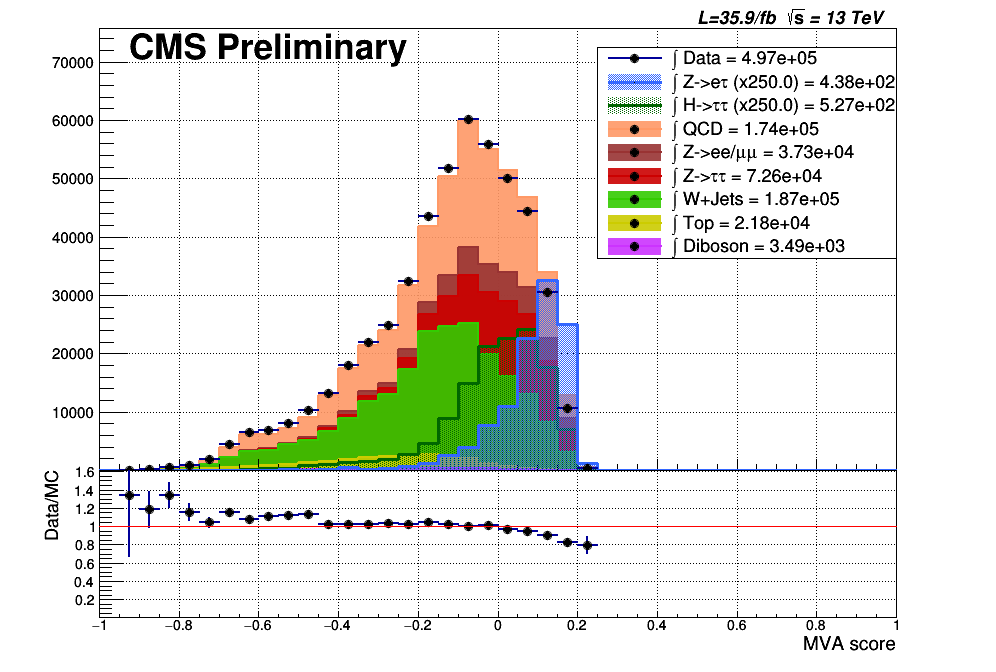 L=35.9/fb √s = 13 TeV
CMS Preliminary
∫ Data = 4.97e+05
∫ Z->eτ (x250.0) = 4.38e+02
∫ H->ττ (x250.0) = 5.27e+02
∫ QCD = 1.74e+05
∫ Z->ee/μμ = 3.73e+04
∫ Z->ττ = 7.26e+04
∫ W+Jets = 1.87e+05
∫ Top = 2.18e+04
∫ Diboson = 3.49e+03
70000
60000
50000
40000
30000
20000
10000
Data/MC
1.6
1.4
1.2
1
0.8
0.6
0.4
0.2
−1 −0.8 −0.6 −0.4 −0.2 0 0.2 0.4 0.6 0.8 1
MVA score